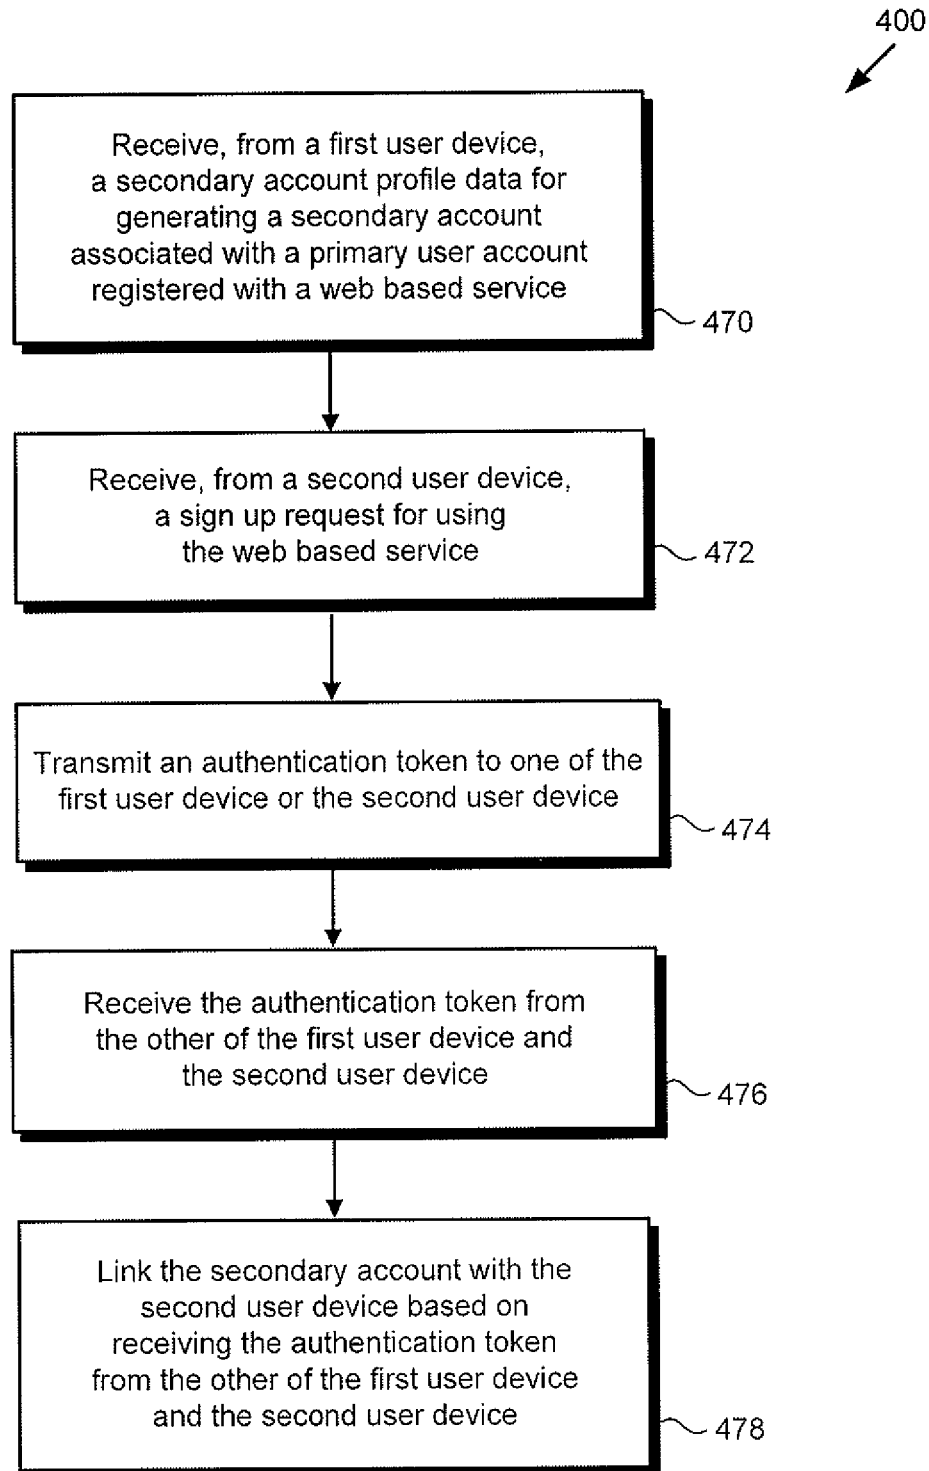 400
Receive, from a first user device,
a secondary account profile data for
generating a secondary account
associated with a primary user account
registered with a web based service
470
Receive, from a second user device,
a sign up request for using
the web based service
472
Transmit an authentication token to one of the
first user device or the second user device
474
Receive the authentication token from
the other of the first user device and
the second user device
476
Link the secondary account with the
second user device based on
receiving the authentication token
from the other of the first user device
and the second user device
478